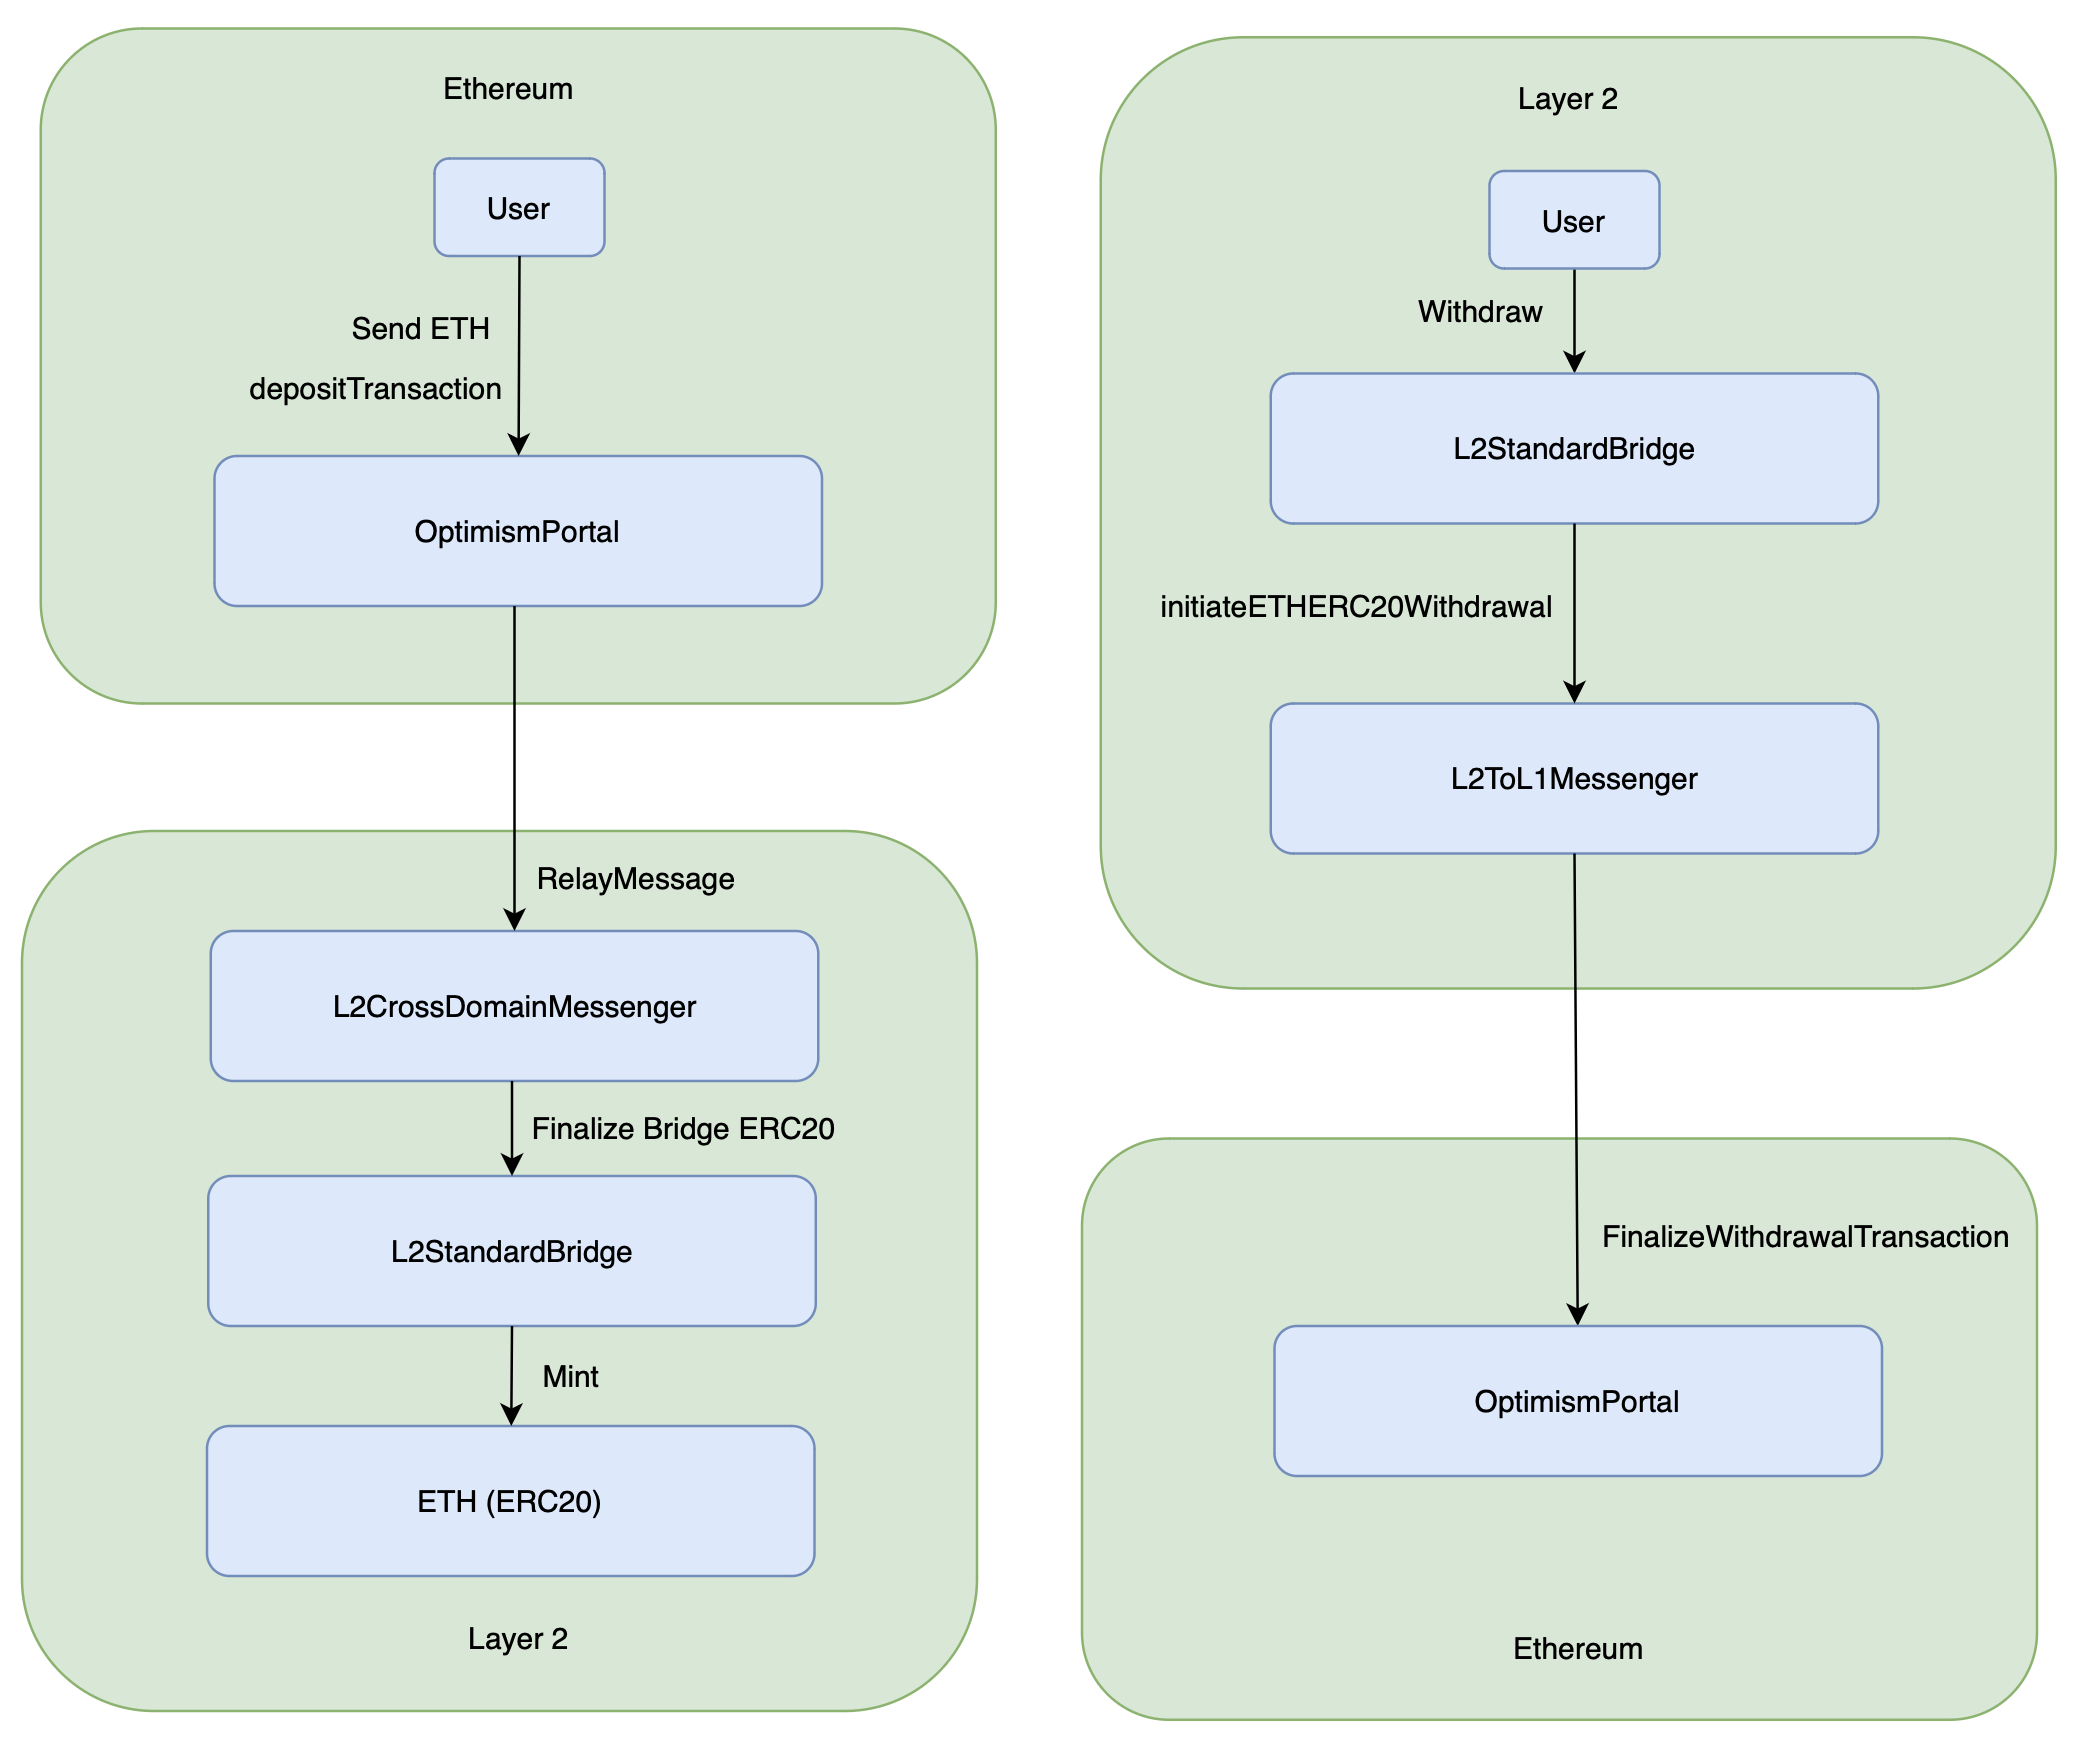 Ethereum
User
Send ETH
depositTransaction
OptimismPortal
RelayMessage
L2CrossDomainMessenger
Finalize Bridge ERC20
L2StandardBridge
Mint
ETH (ERC20)
Layer 2
Layer 2
User
Withdraw
L2StandardBridge
initiateETHERC20Withdrawal
L2ToL1Messenger
FinalizeWithdrawalTransaction
OptimismPortal
Ethereum